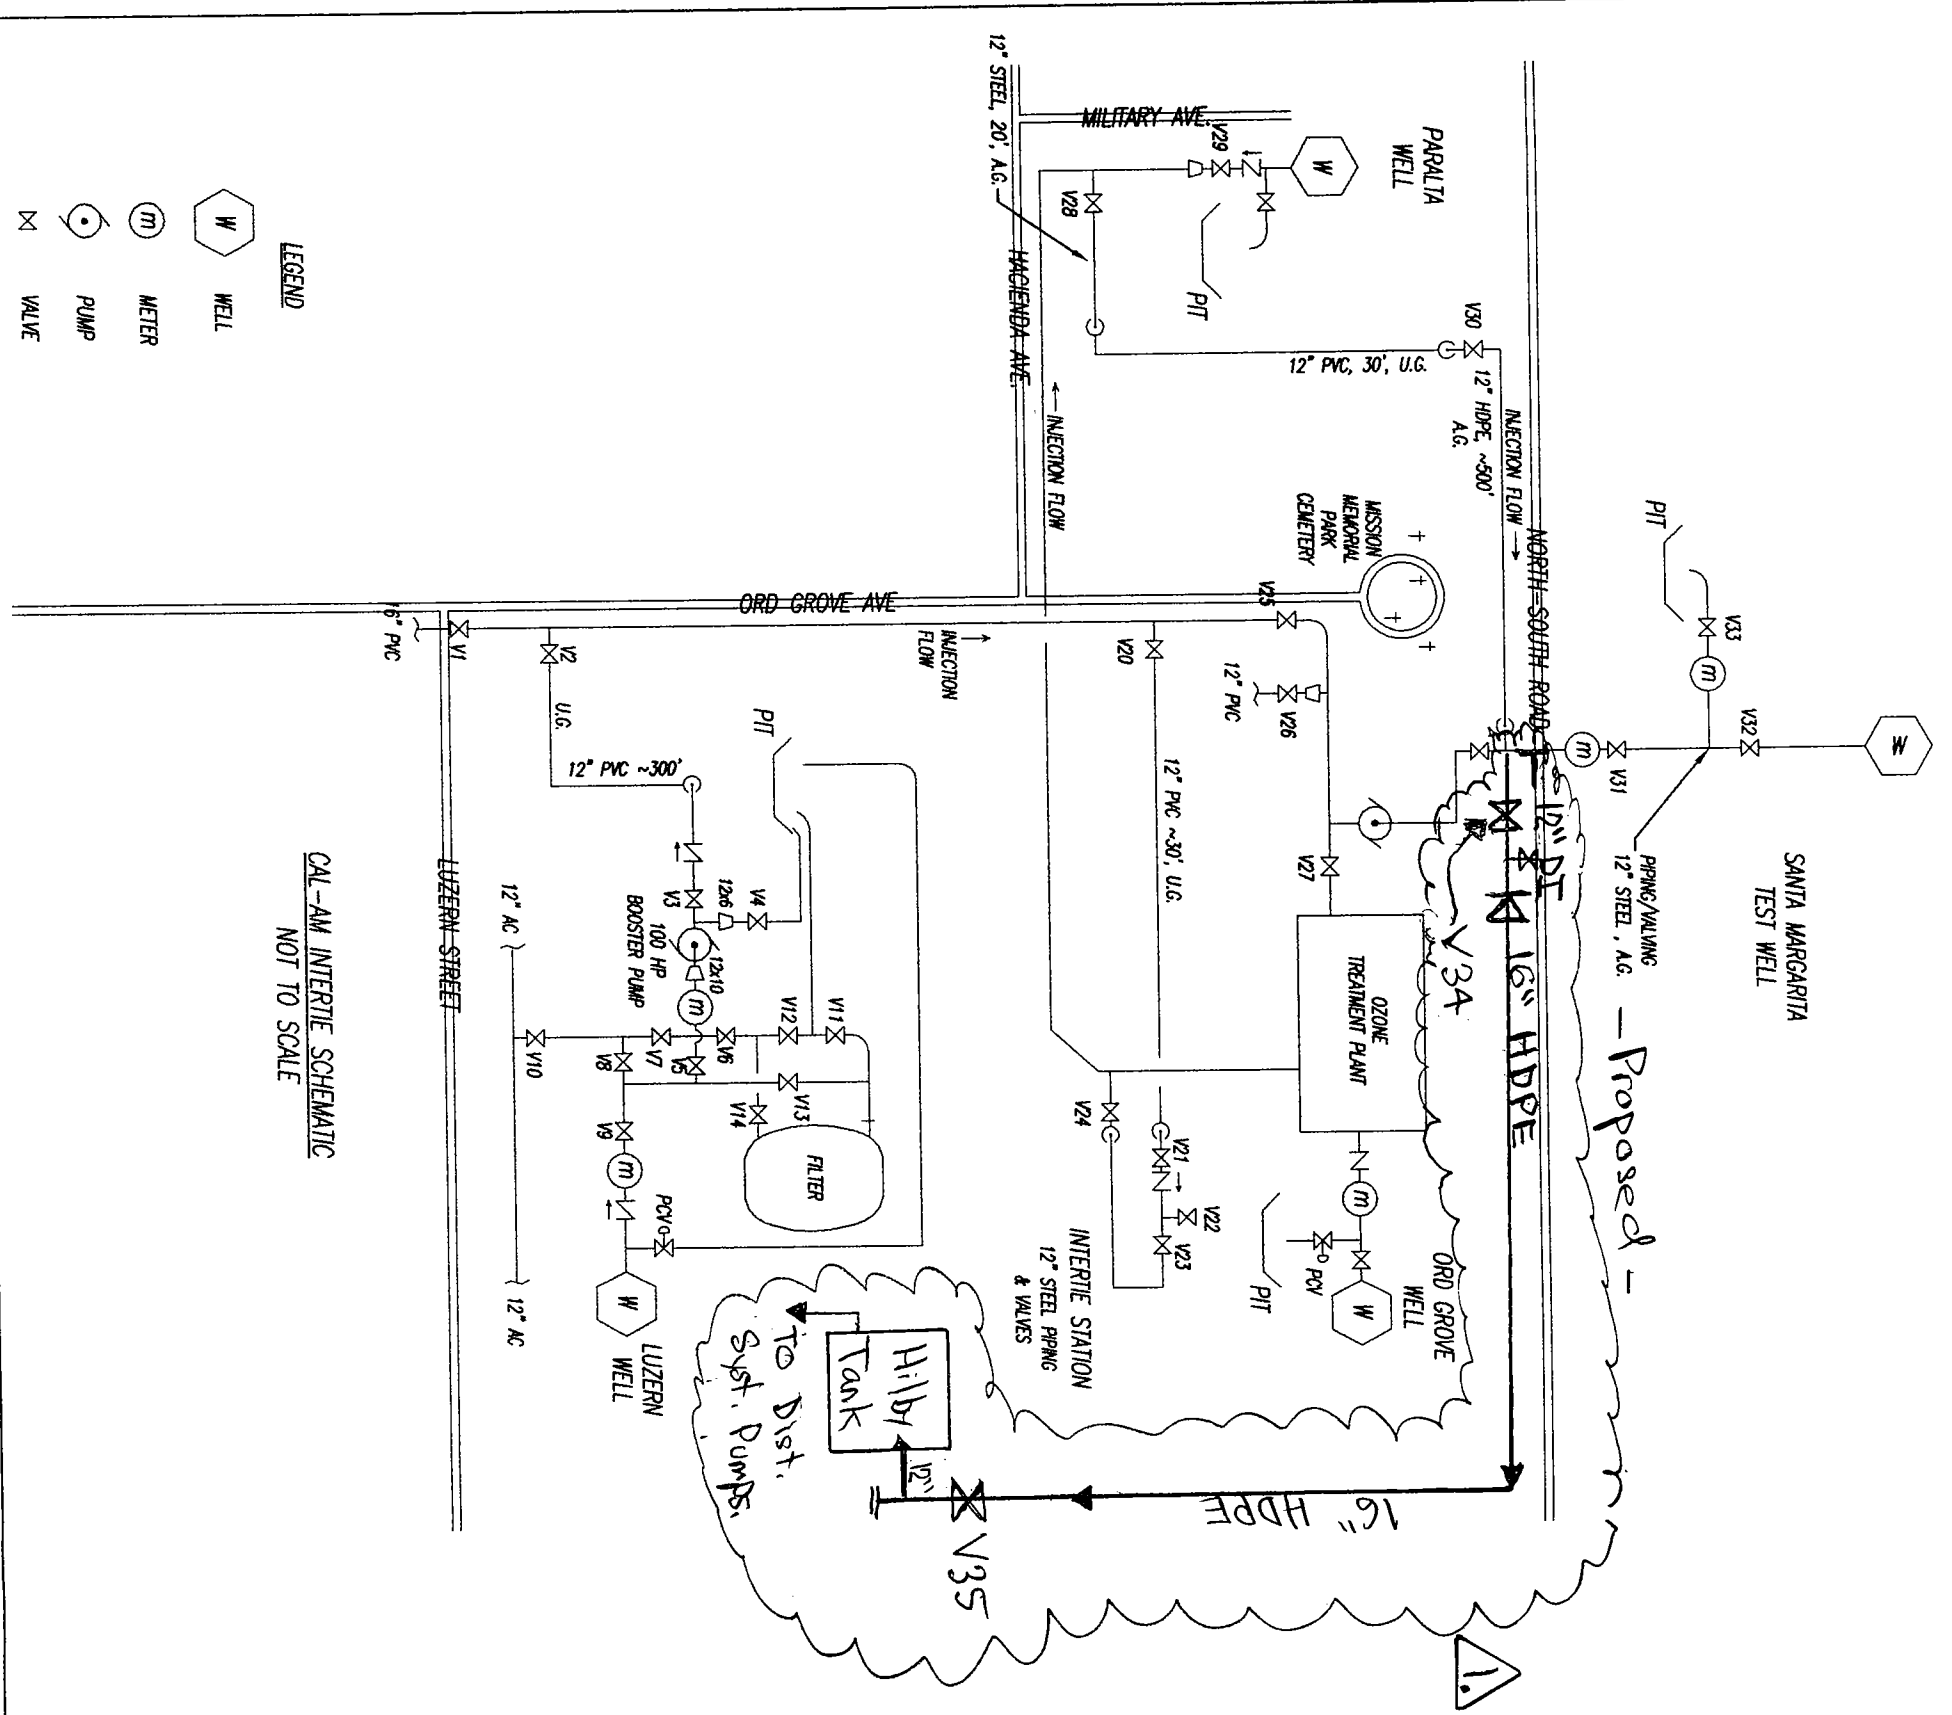 SANTA MARGARITA
TEST WELL
W
V32
V33
m
PIT
PIPING/VALVING
12" STEEL, A.G.
V31
m
NORTH-SOUTH ROAD
- Proposed -
12" DI
16" HDPE
V34
16" HDPE
V35
12"
Hilby
Tank
To Dist.
Syst. Pumps.
1.
PARALTA
WELL
W
PIT
V29
MILITARY AVE.
V28
12" STEEL, 20', A.G.
HACIENDA AVE.
V30
12" PVC, 30', U.G.
12" HDPE, ~500'
A.G.
INJECTION FLOW
INJECTION FLOW
MISSION
MEMORIAL
PARK
CEMETERY
V25
V26
12" PVC
V27
OZONE
TREATMENT PLANT
ORD GROVE
WELL
W
m
PCV
PIT
ORD GROVE AVE
INJECTION
FLOW
V20
12" PVC ~30', U.G.
V21
V22
V23
V24
INTERTIE STATION
12" STEEL PIPING
& VALVES
16" PVC
V1
V2
U.G.
12" PVC ~300'
PIT
V3
12x6
V4
12x10
100 HP
BOOSTER PUMP
m
V5
V6
V7
V8
V9
V10
V11
V12
V13
V14
FILTER
m
PCV
W
LUZERN
WELL
12" AC
12" AC
LUZERN STREET
CAL-AM INTERTIE SCHEMATIC
NOT TO SCALE
LEGEND
W WELL
m METER
PUMP
VALVE